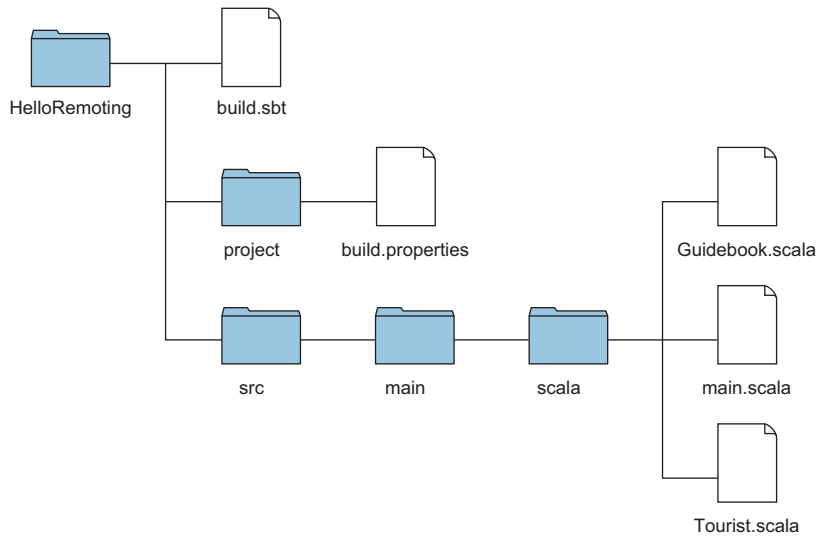 HelloRemoting
build.sbt
project
build.properties
Guidebook.scala
src
main
scala
main.scala
Tourist.scala